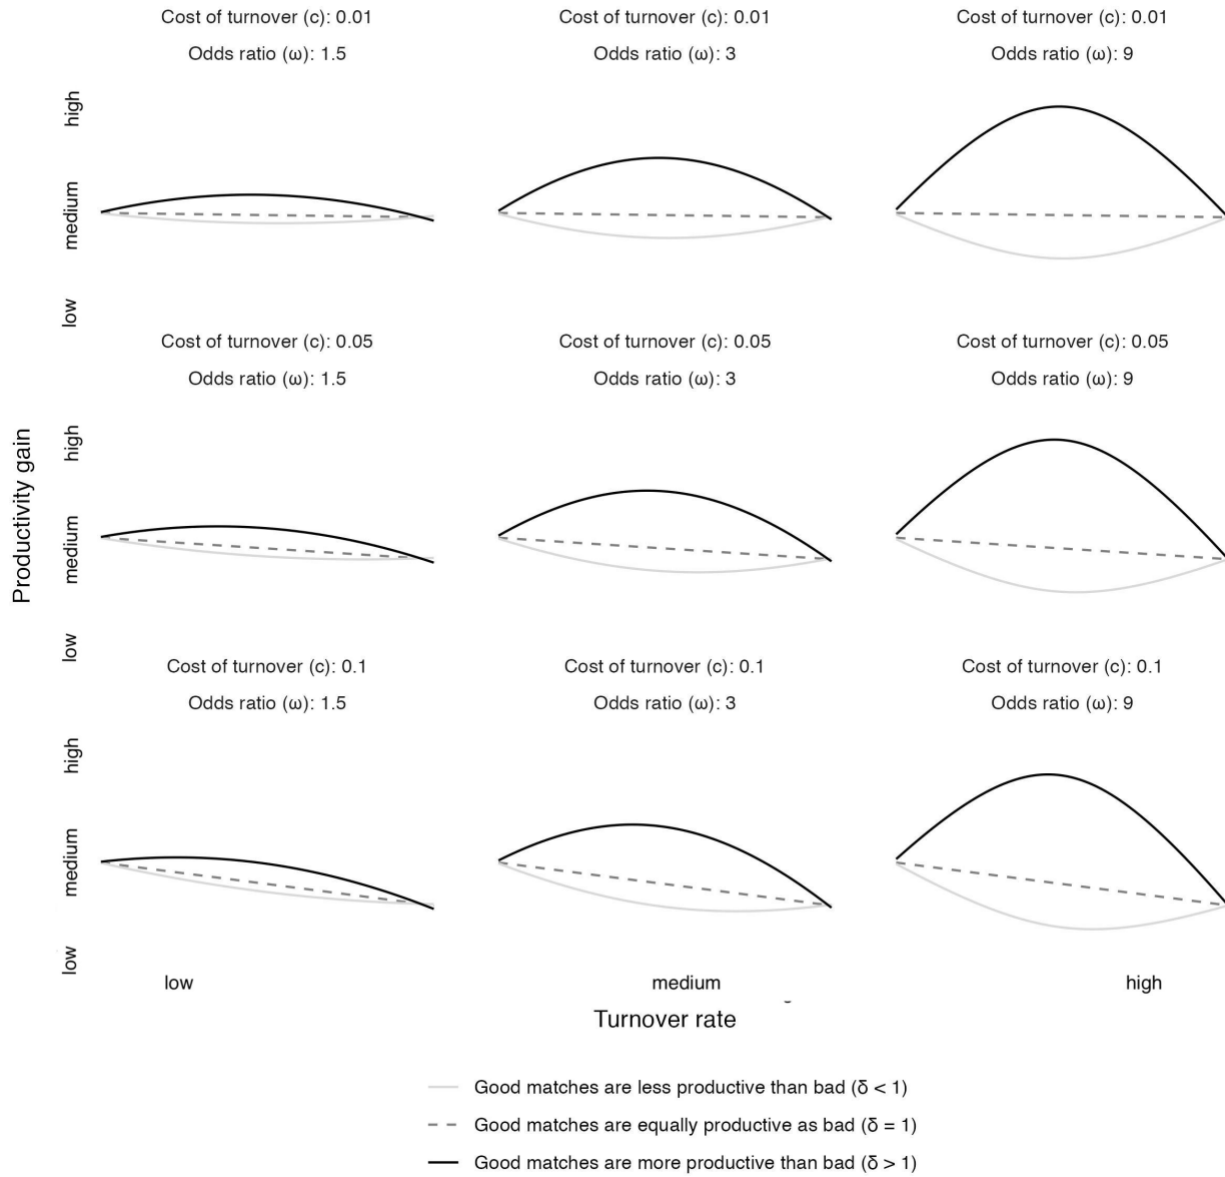 Cost of turnover (c): 0.01
Odds ratio (ω): 1.5
Cost of turnover (c): 0.01
Odds ratio (ω): 3
Cost of turnover (c): 0.01
Odds ratio (ω): 9
high
medium
low
Cost of turnover (c): 0.05
Odds ratio (ω): 1.5
Cost of turnover (c): 0.05
Odds ratio (ω): 3
Cost of turnover (c): 0.05
Odds ratio (ω): 9
Productivity gain
high
medium
low
Cost of turnover (c): 0.1
Odds ratio (ω): 1.5
Cost of turnover (c): 0.1
Odds ratio (ω): 3
Cost of turnover (c): 0.1
Odds ratio (ω): 9
high
medium
low
low
medium
high
Turnover rate
Good matches are less productive than bad (δ < 1)
Good matches are equally productive as bad (δ = 1)
Good matches are more productive than bad (δ > 1)